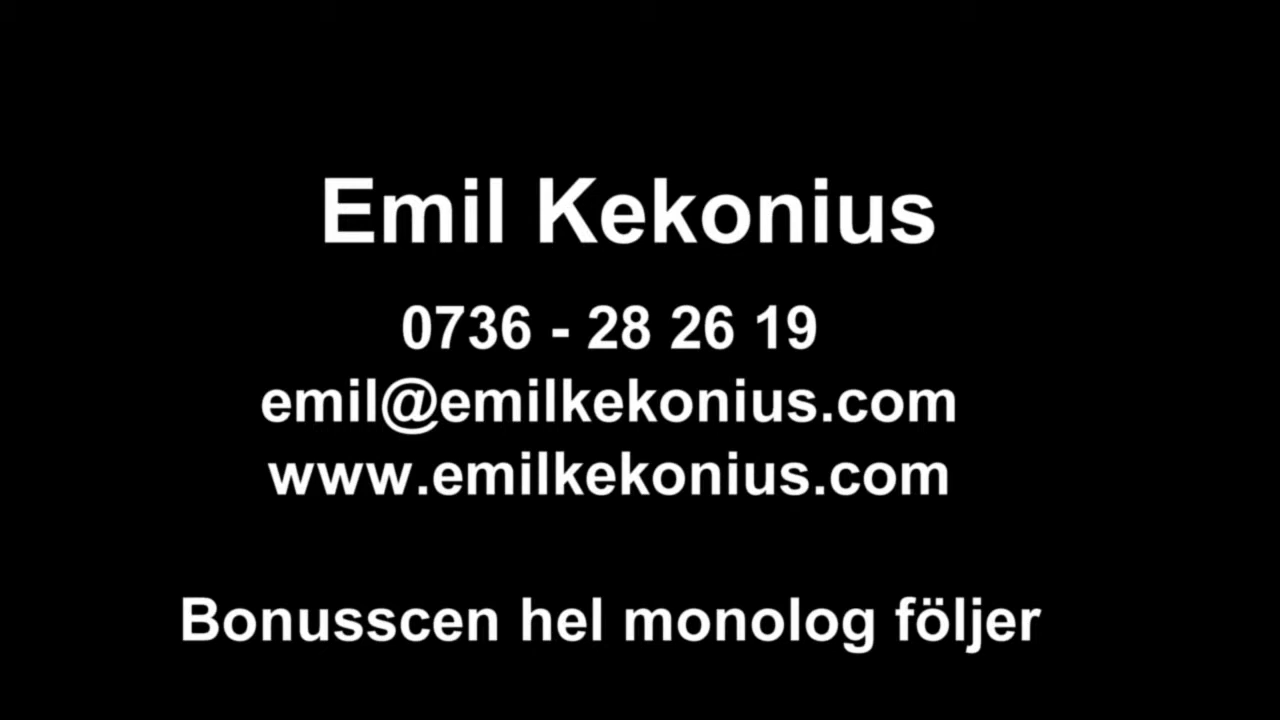 Emil Kekonius
0736 - 28 26 19
emil@emilkekonius.com
www.emilkekonius.com
Bonusscen hel monolog följer